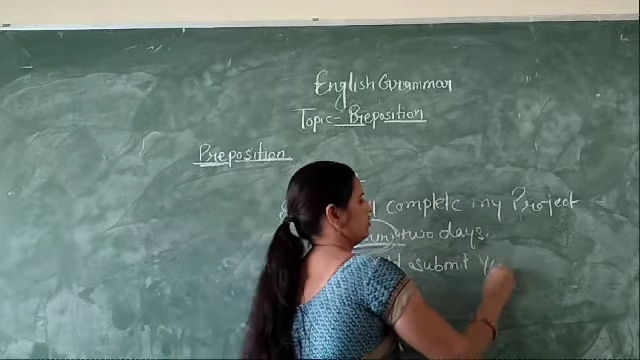 English Grammar
Topic- Preposition
Preposition
complete my Project
two days.
submit